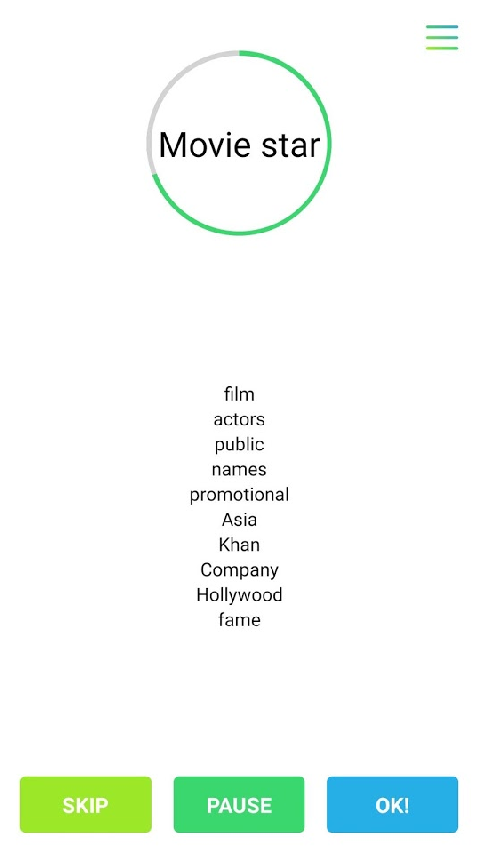 Movie star
film
actors
public
names
promotional
Asia
Khan
Company
Hollywood
fame
SKIP PAUSE OK!